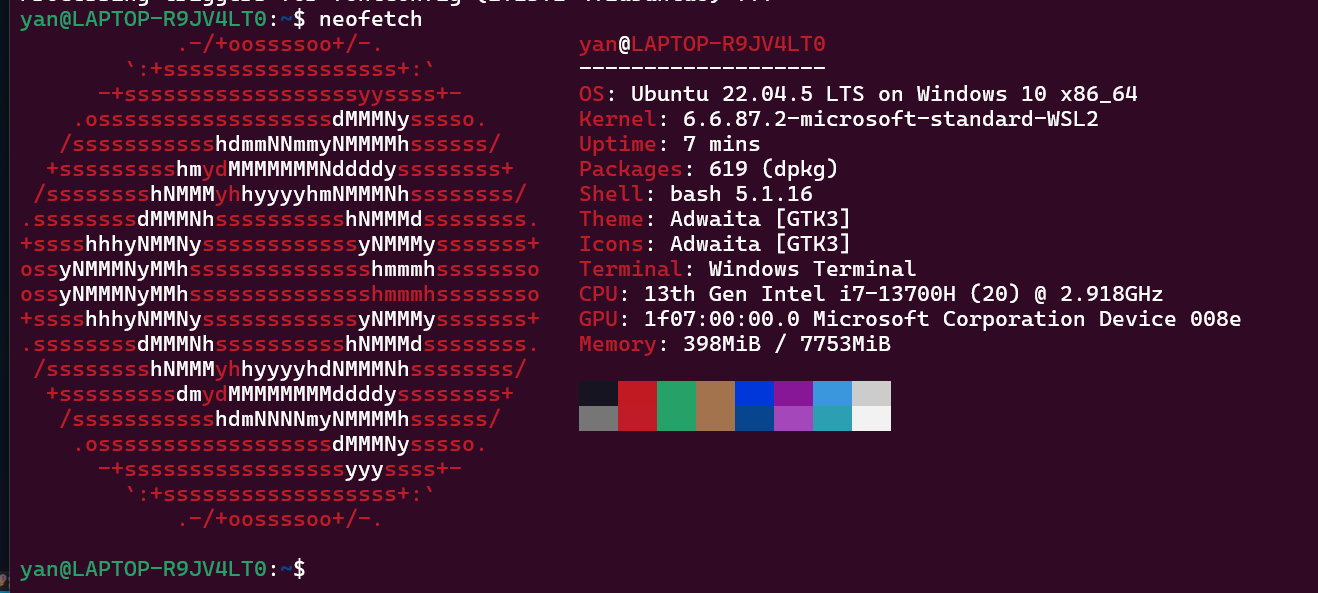 yan@LAPTOP-R9JV4LT0:~$ neofetch
            .-/+oossssoo+/-.               yan@LAPTOP-R9JV4LT0
        `:+ssssssssssssssssss+:`           -------------------
      -+ssssssssssssssssssyyssss+-         OS: Ubuntu 22.04.5 LTS on Windows 10 x86_64
    .ossssssssssssssssssdMMMNysssso.       Kernel: 6.6.87.2-microsoft-standard-WSL2
   /ssssssssssshdmmNNmmyNMMMMhssssss/      Uptime: 7 mins
  +ssssssssshmydMMMMMMMNddddyssssssss+     Packages: 619 (dpkg)
 /sssssssshNMMMyhhyyyyhmNMMMNhssssssss/    Shell: bash 5.1.16
.ssssssssdMMMNhsssssssssshNMMMdssssssss.   Theme: Adwaita [GTK3]
+sssshhhyNMMNyssssssssssssyNMMMysssssss+   Icons: Adwaita [GTK3]
ossyNMMMNyMMhsssssssssssssshmmmhssssssso   Terminal: Windows Terminal
ossyNMMMNyMMhsssssssssssssshmmmhssssssso   CPU: 13th Gen Intel i7-13700H (20) @ 2.918GHz
+sssshhhyNMMNyssssssssssssyNMMMysssssss+   GPU: 1f07:00:00.0 Microsoft Corporation Device 008e
.ssssssssdMMMNhsssssssssshNMMMdssssssss.   Memory: 398MiB / 7753MiB
 /sssssssshNMMMyhhyyyyhdNMMMNhssssssss/
  +sssssssssdmydMMMMMMMMddddyssssssss+
   /ssssssssssshdmNNNNmyNMMMMhssssss/
    .ossssssssssssssssssdMMMNysssso.
      -+sssssssssssssssssyyyssss+-
        `:+ssssssssssssssssss+:`
            .-/+oossssoo+/-.
yan@LAPTOP-R9JV4LT0:~$